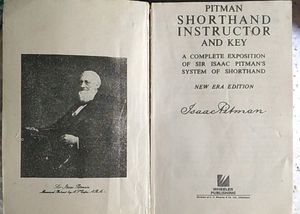 Sir Isaac Pitman
PITMAN
SHORTHAND
INSTRUCTOR
AND KEY
A COMPLETE EXPOSITION
OF SIR ISAAC PITMAN'S
SYSTEM OF SHORTHAND
NEW ERA EDITION
Isaac Pitman
WHEELER
PUBLISHING